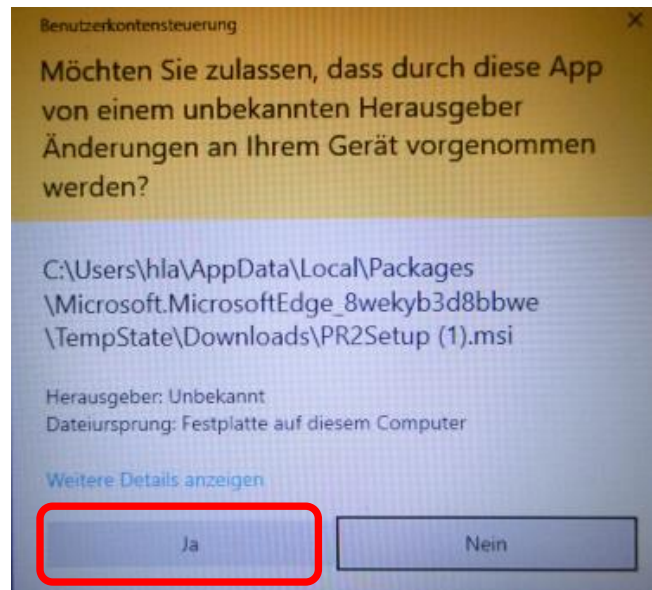 Benutzerkontensteuerung
Möchten Sie zulassen, dass durch diese App
von einem unbekannten Herausgeber
Änderungen an Ihrem Gerät vorgenommen
werden?
C:\Users\hla\AppData\Local\Packages
\Microsoft.MicrosoftEdge_8wekyb3d8bbwe
\TempState\Downloads\PR2Setup (1).msi
Herausgeber: Unbekannt
Dateiursprung: Festplatte auf diesem Computer
Weitere Details anzeigen
Ja
Nein